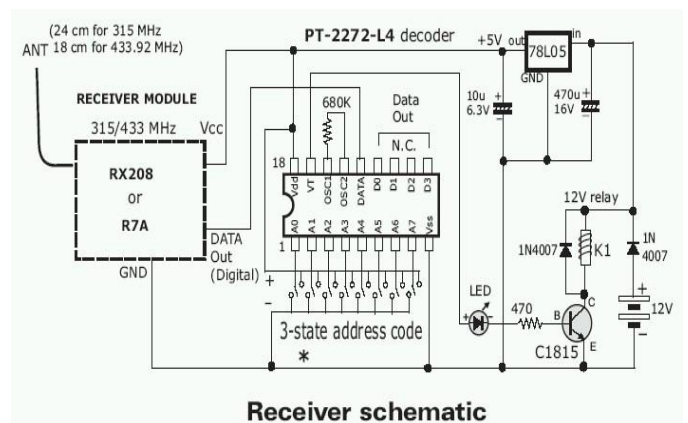 (24 cm for 315 MHz
ANT 18 cm for 433.92 MHz)
PT-2272-L4 decoder
+5V out
78L05
in
GND
RECEIVER MODULE
315/433 MHz Vcc
RX208
or
R7A
DATA
Out
(Digital)
GND
680K
Data
Out
N.C.
10u +
6.3V
-
470u +
16V
-
18
Vdd VT OSC1 OSC2 DATA D0 D1 D2 D3
A0 A1 A2 A3 A4 A5 A6 A7 Vss
1
+
-
3-state address code
*
12V relay
1N4007
K1
1N
4007
LED
+ -
470
B
C
E
C1815
+
12V
-
Receiver schematic